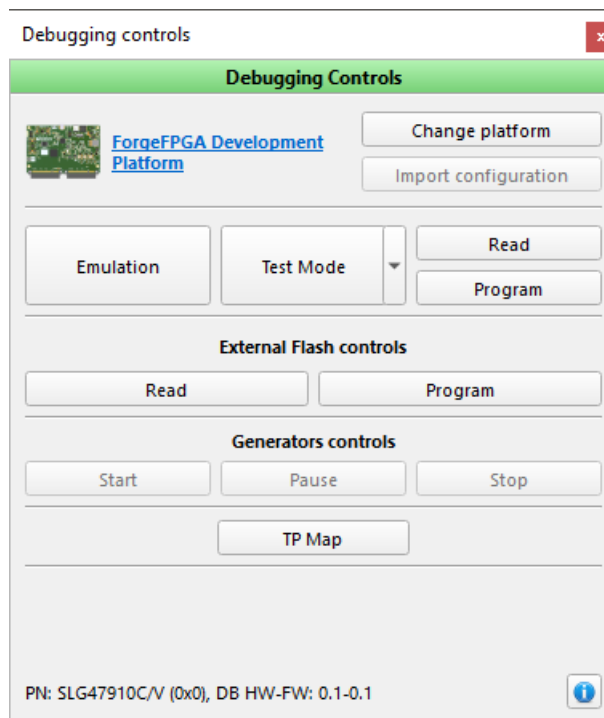 Debugging controls
x
Debugging Controls
ForgeFPGA Development
Platform
Change platform
Import configuration
Emulation
Test Mode
Read
Program
External Flash controls
Read
Program
Generators controls
Start
Pause
Stop
TP Map
PN: SLG47910C/V (0x0), DB HW-FW: 0.1-0.1
i